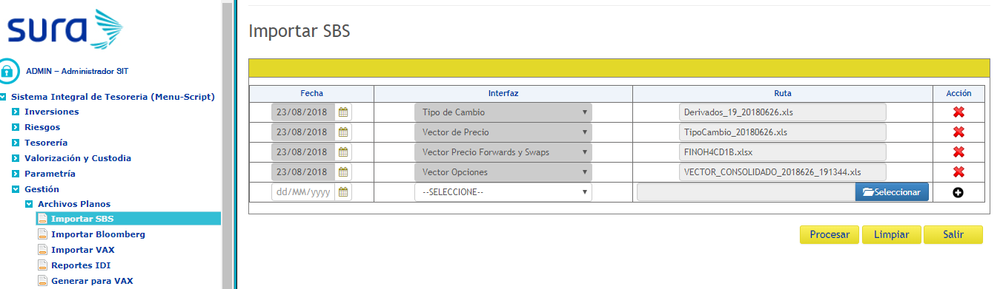 sura
ADMIN – Administrador SIT
Sistema Integral de Tesoreria (Menu-Script)
Inversiones
Riesgos
Tesorería
Valorización y Custodia
Parametría
Gestión
Archivos Planos
Importar SBS
Importar Bloomberg
Importar VAX
Reportes IDI
Generar para VAX
Importar SBS
Fecha Interfaz Ruta Acción
23/08/2018 Tipo de Cambio Derivados_19_20180626.xls
23/08/2018 Vector de Precio TipoCambio_20180626.xls
23/08/2018 Vector Precio Forwards y Swaps FINOH4CD1B.xlsx
23/08/2018 Vector Opciones VECTOR_CONSOLIDADO_2018626_191344.xls
dd/MM/yyyy --SELECCIONE-- Seleccionar
Procesar Limpiar Salir